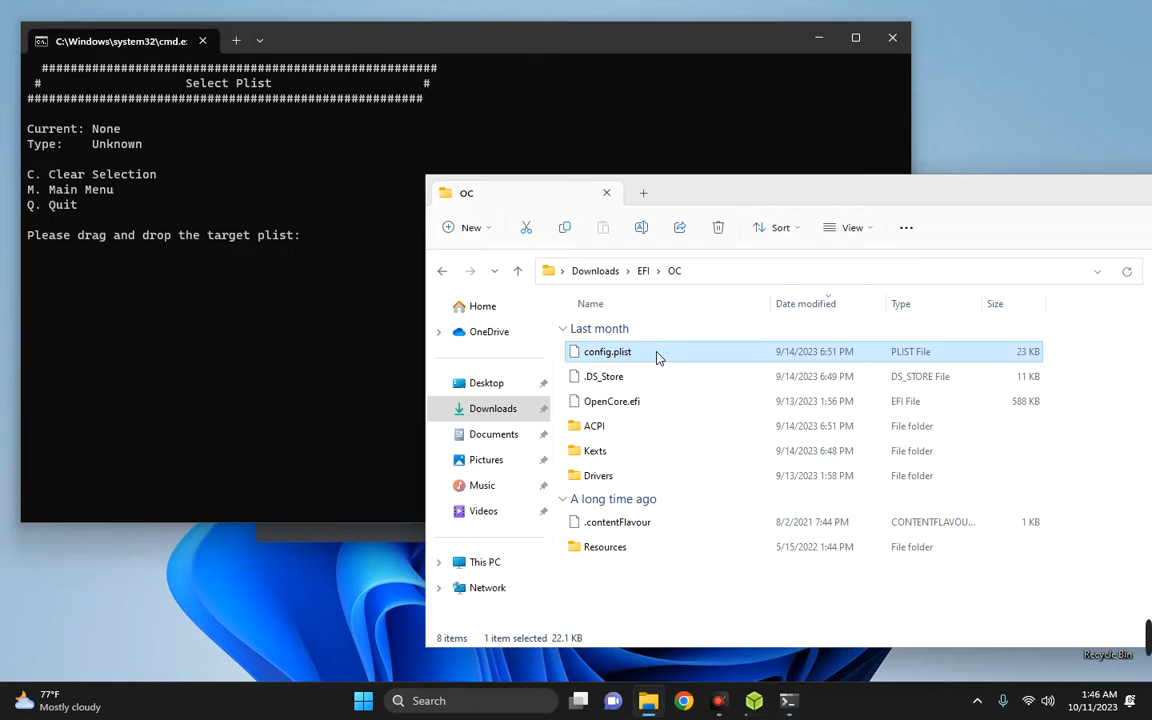 C:\Windows\system32\cmd.e:
#######################################################
# Select Plist #
#######################################################
Current: None
Type: Unknown
C. Clear Selection
M. Main Menu
Q. Quit
Please drag and drop the target plist:
OC
New
Sort
View
Downloads > EFI > OC
Name Date modified Type Size
Home
OneDrive
Desktop
Downloads
Documents
Pictures
Music
Videos
This PC
Network
Last month
config.plist 9/14/2023 6:51 PM PLIST File 23 KB
.DS_Store 9/14/2023 6:49 PM DS_STORE File 11 KB
OpenCore.efi 9/13/2023 1:56 PM EFI File 588 KB
ACPI 9/14/2023 6:51 PM File folder
Kexts 9/14/2023 6:48 PM File folder
Drivers 9/13/2023 1:58 PM File folder
A long time ago
.contentFlavour 8/2/2021 7:44 PM CONTENTFLAVOU... 1 KB
Resources 5/15/2022 1:44 PM File folder
8 items 1 item selected 22.1 KB
Recycle Bin
77°F
Mostly cloudy
Search
1:46 AM
10/11/2023